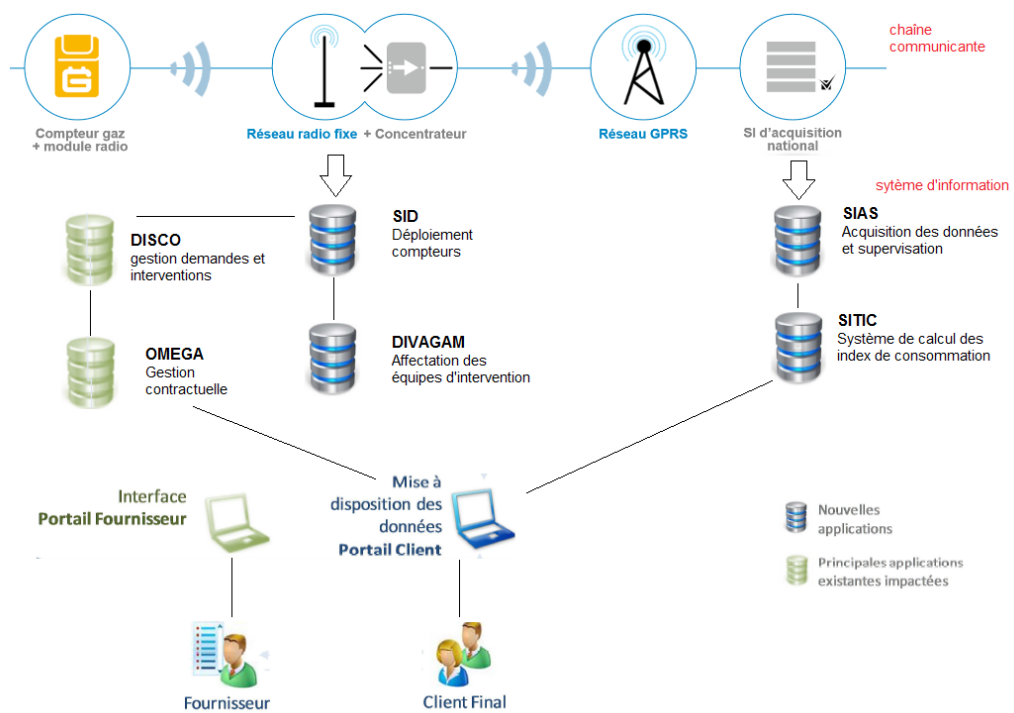 chaîne
communicante
Compteur gaz
+ module radio
Réseau radio fixe + Concentrateur
Réseau GPRS
SI d'acquisition
national
sytème d'information
DISCO
gestion demandes et
interventions
SID
Déploiement
compteurs
SIAS
Acquisition des données
et supervisation
OMEGA
Gestion
contractuelle
DIVAGAM
Affectation des
équipes d'intervention
SITIC
Système de calcul des
index de consommation
Interface
Portail Fournisseur
Mise à
disposition des
données
Portail Client
Nouvelles
applications
Principales applications
existantes impactées
Fournisseur
Client Final